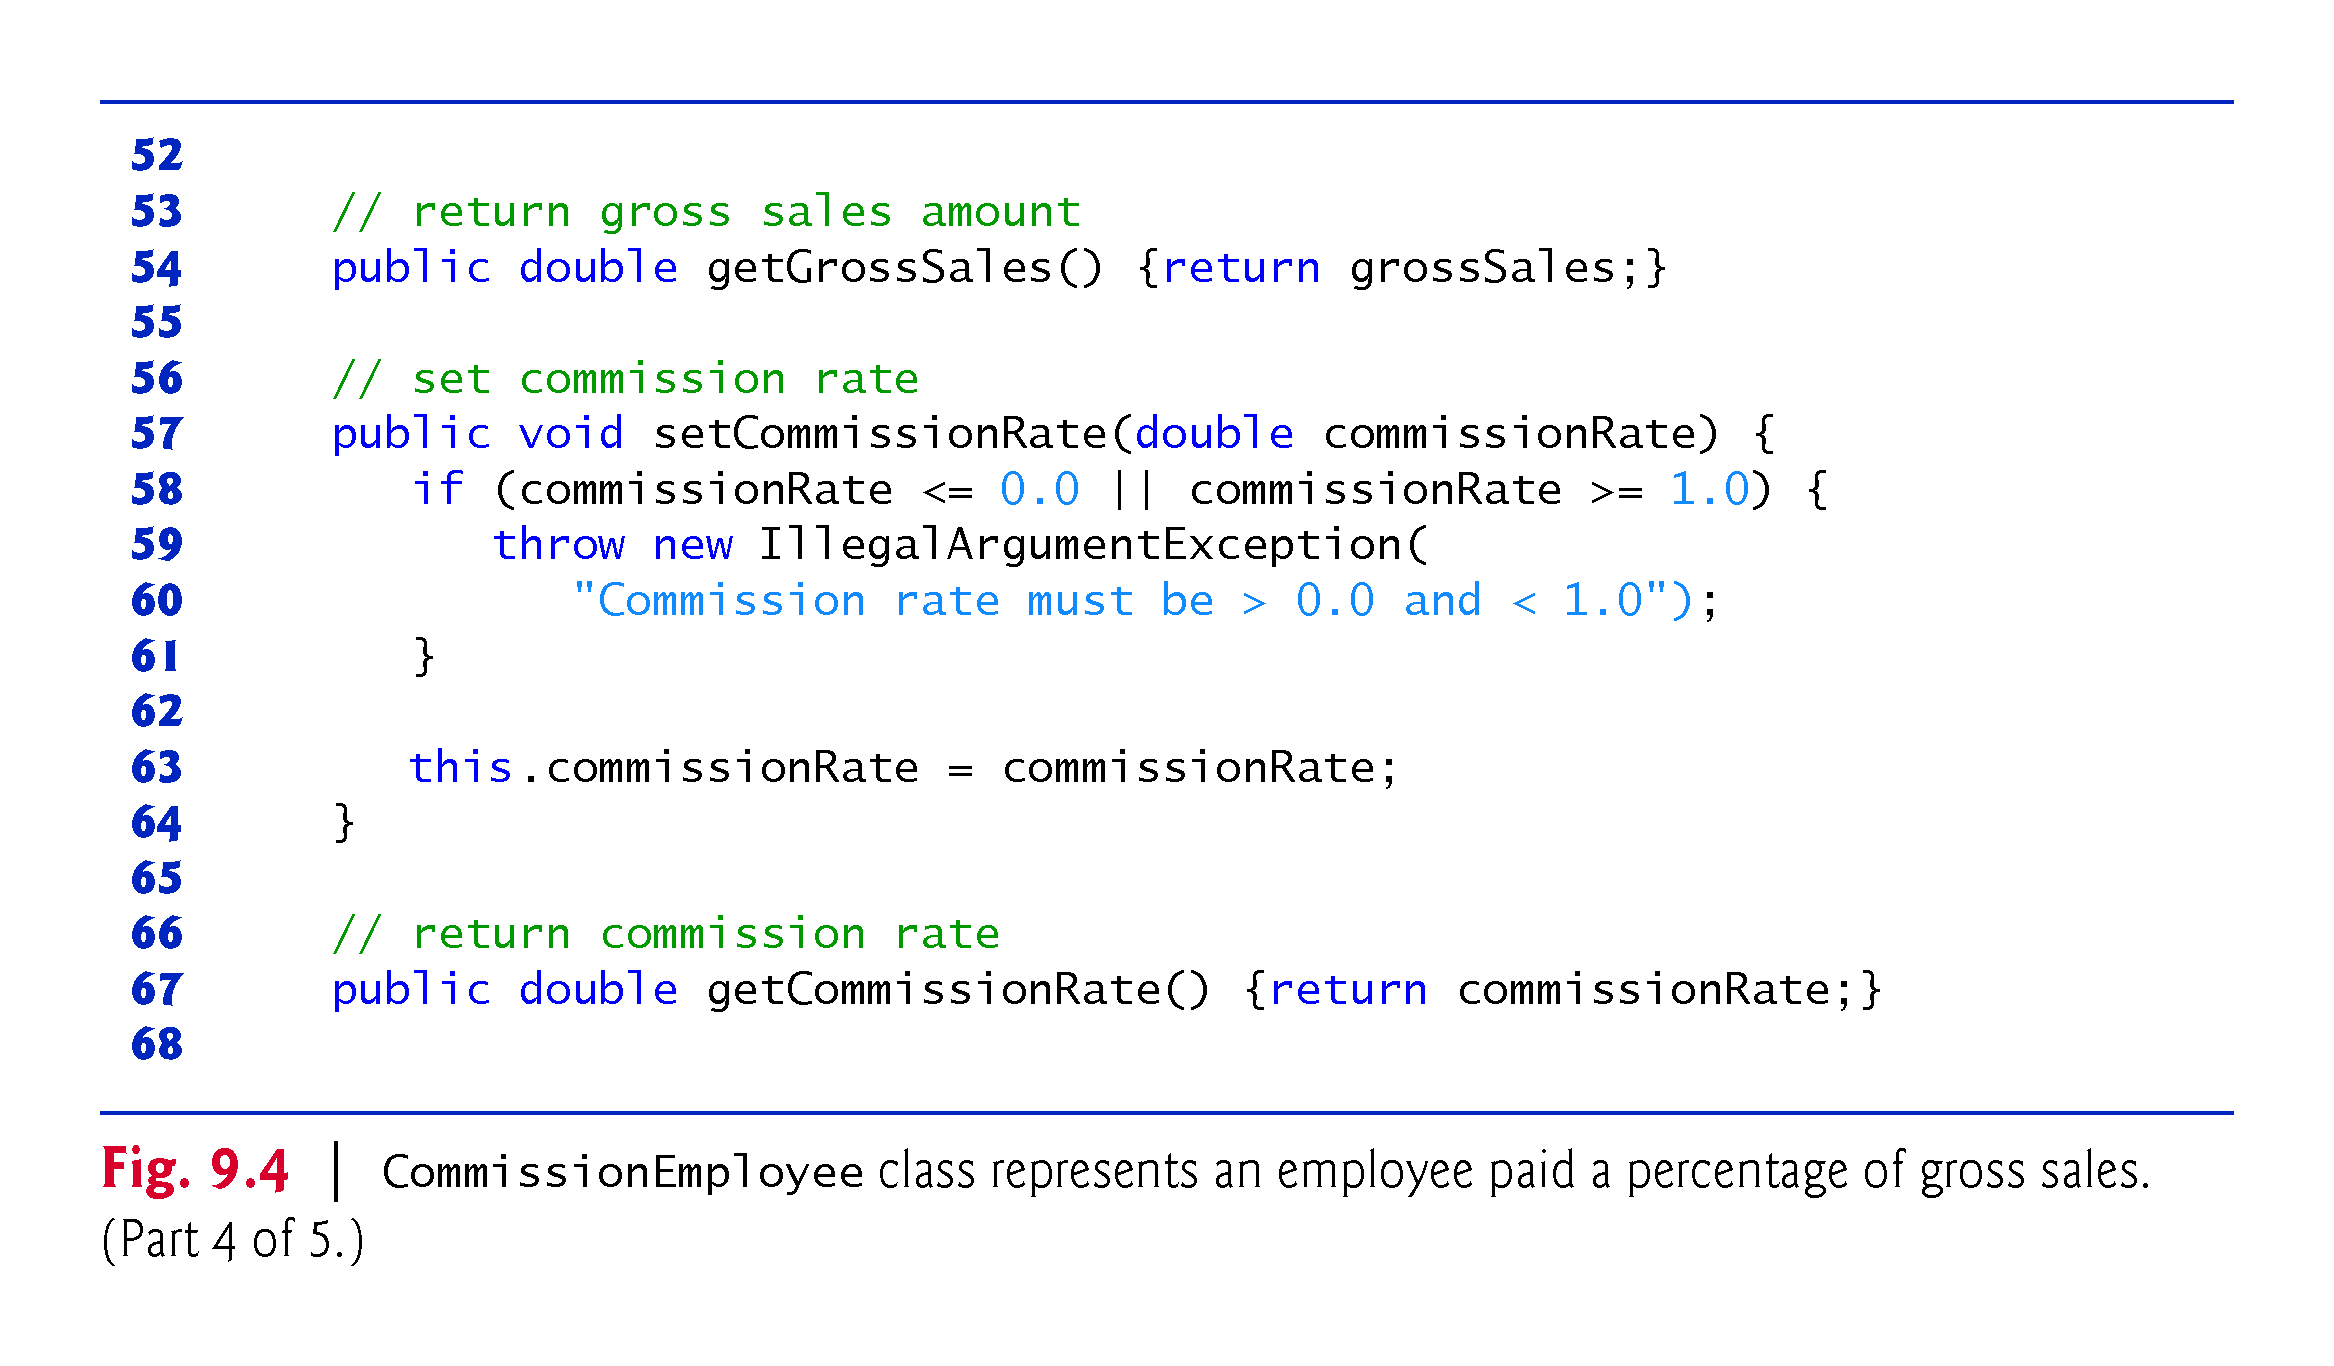 52
53 // return gross sales amount
54 public double getGrossSales() {return grossSales;}
55
56 // set commission rate
57 public void setCommissionRate(double commissionRate) {
58 if (commissionRate <= 0.0 || commissionRate >= 1.0) {
59 throw new IllegalArgumentException(
60 "Commission rate must be > 0.0 and < 1.0");
61 }
62
63 this.commissionRate = commissionRate;
64 }
65
66 // return commission rate
67 public double getCommissionRate() {return commissionRate;}
68
Fig. 9.4 | CommissionEmployee class represents an employee paid a percentage of gross sales.
(Part 4 of 5.)